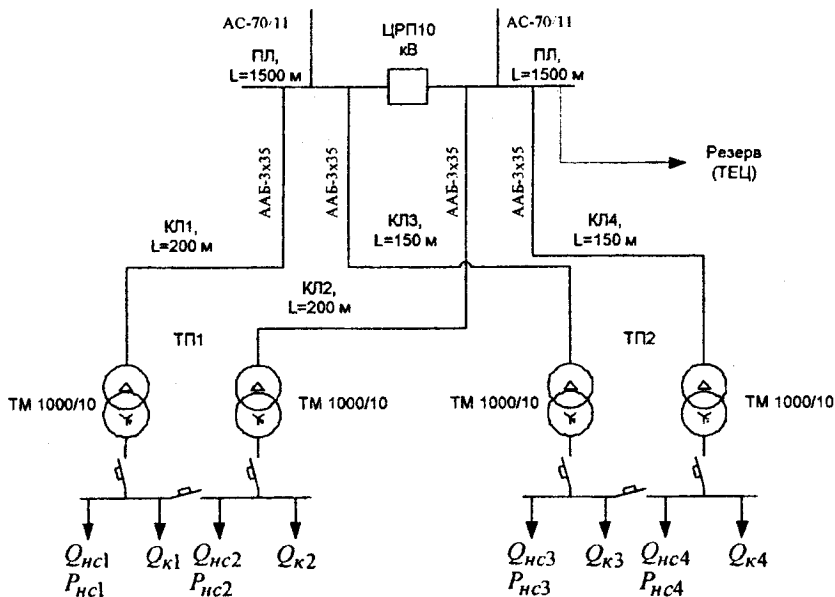 АС-70/11
ЦРП10
кВ
АС-70/11
ПЛ,
L=1500 м
ПЛ,
L=1500 м
ААБ-3х35
ААБ-3х35
ААБ-3х35
ААБ-3х35
Резерв
(ТЕЦ)
КЛ1,
L=200 м
КЛ3,
L=150 м
КЛ4,
L=150 м
КЛ2,
L=200 м
ТП1
ТП2
ТМ 1000/10
ТМ 1000/10
ТМ 1000/10
ТМ 1000/10
Qнс1
Pнс1
Qк1
Qнс2
Pнс2
Qк2
Qнс3
Pнс3
Qк3
Qнс4
Pнс4
Qк4